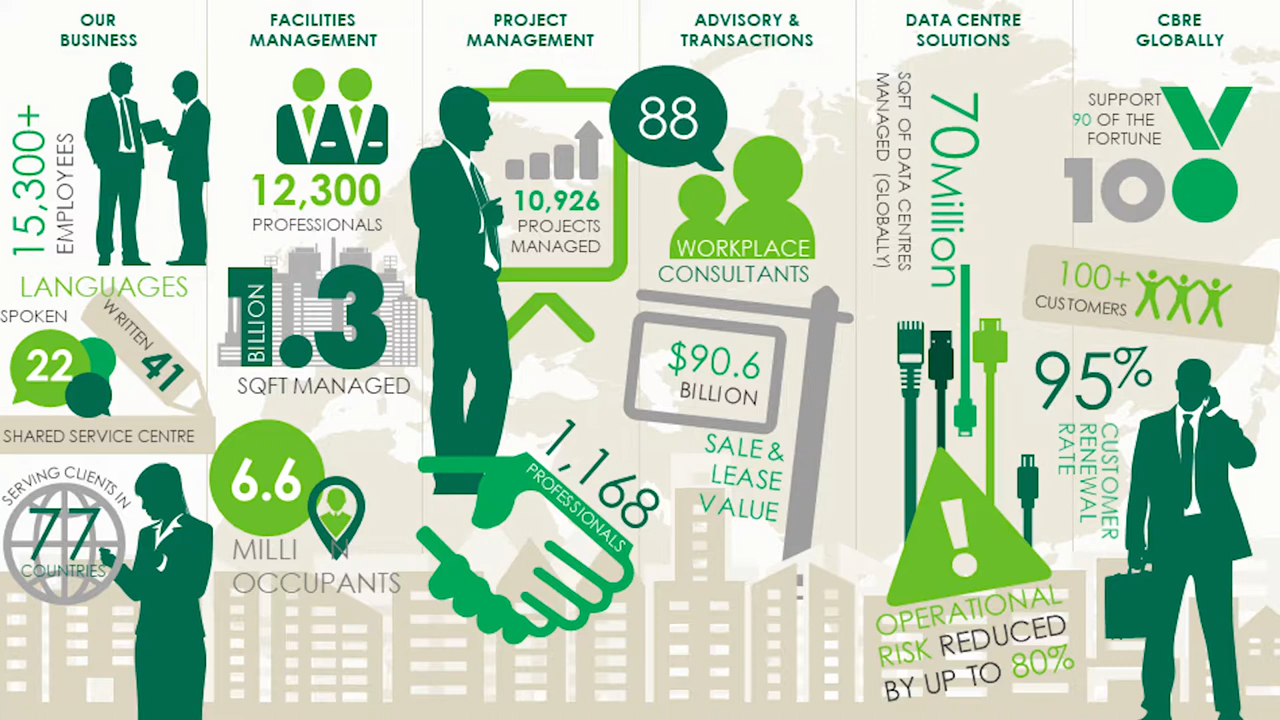 OUR
BUSINESS
15,300+
EMPLOYEES
LANGUAGES
SPOKEN
22
WRITTEN
41
SHARED SERVICE CENTRE
SERVING CLIENTS IN
77
COUNTRIES
FACILITIES
MANAGEMENT
12,300
PROFESSIONALS
1.3
BILLION
SQFT MANAGED
6.6
MILLI N
OCCUPANTS
PROJECT
MANAGEMENT
10,926
PROJECTS
MANAGED
1,168
PROFESSIONALS
ADVISORY &
TRANSACTIONS
88
WORKPLACE
CONSULTANTS
$90.6
BILLION
SALE &
LEASE
VALUE
DATA CENTRE
SOLUTIONS
70Million
SQFT OF DATA CENTRES
MANAGED (GLOBALLY)
!
OPERATIONAL
RISK REDUCED
BY UP TO 80%
CBRE
GLOBALLY
SUPPORT
90 OF THE
FORTUNE
100
100+
CUSTOMERS
95%
CUSTOMER
RENEWAL
RATE